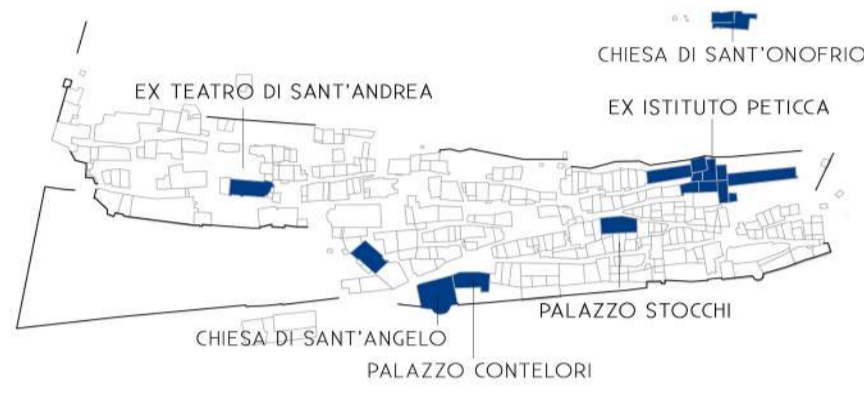 CHIESA DI SANT'ONOFRIO
EX TEATRO DI SANT'ANDREA
EX ISTITUTO PETICCA
PALAZZO STOCCHI
CHIESA DI SANT'ANGELO
PALAZZO CONTELORI